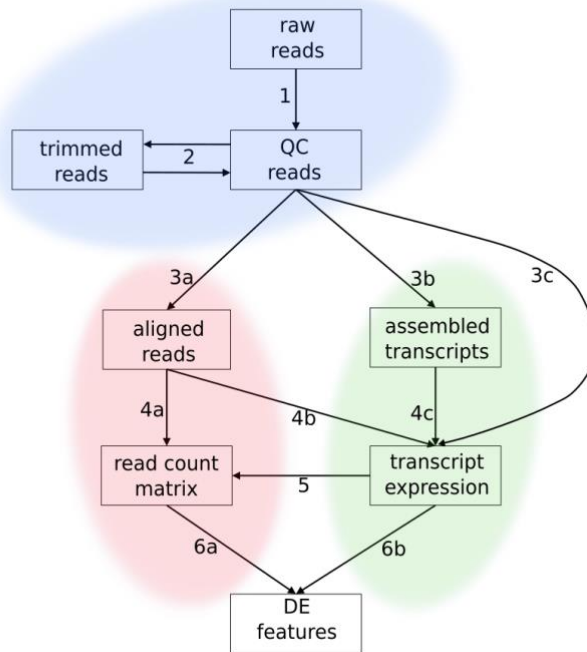 raw
reads
1
trimmed
reads
2
QC
reads
3a
3b
3c
aligned
reads
assembled
transcripts
4a
4b
4c
read count
matrix
5
transcript
expression
6a
6b
DE
features